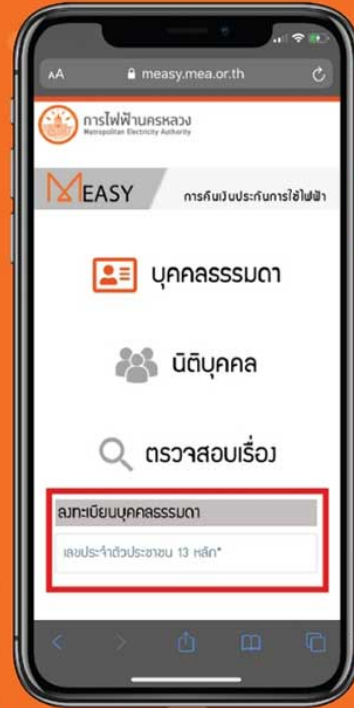 AA measy.mea.or.th
การไฟฟ้านครหลวง
Metropolitan Electricity Authority
MEASY
การคืนเงินประกันการใช้ไฟฟ้า
บุคคลธรรมดา
นิติบุคคล
ตรวจสอบเรื่อง
ลงทะเบียนบุคคลธรรมดา
เลขประจำตัวประชาชน 13 หลัก*